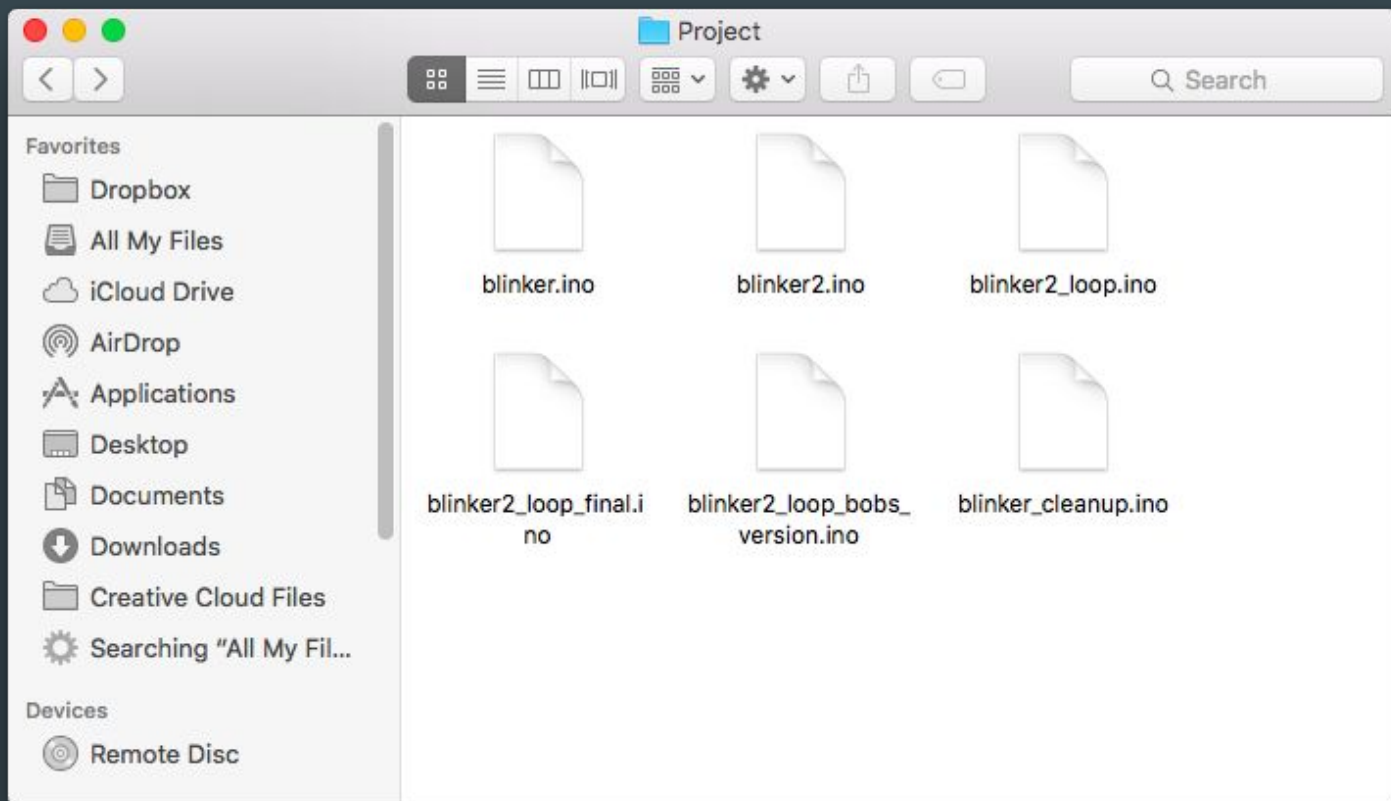 Project
Search
Favorites
Dropbox
All My Files
iCloud Drive
AirDrop
Applications
Desktop
Documents
Downloads
Creative Cloud Files
Searching “All My Fil...
Devices
Remote Disc
blinker.ino
blinker2.ino
blinker2_loop.ino
blinker2_loop_final.i
no
blinker2_loop_bobs_
version.ino
blinker_cleanup.ino